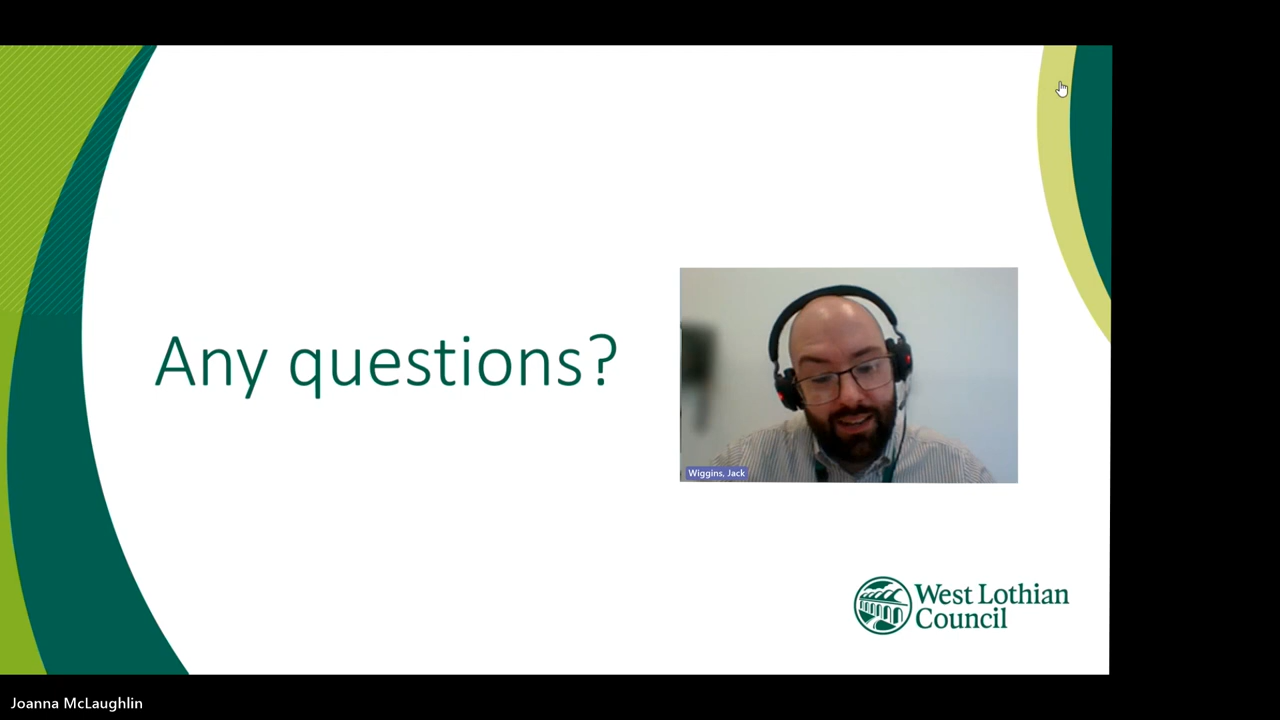 Any questions?
Wiggins, Jack
West Lothian
Council
Joanna McLaughlin